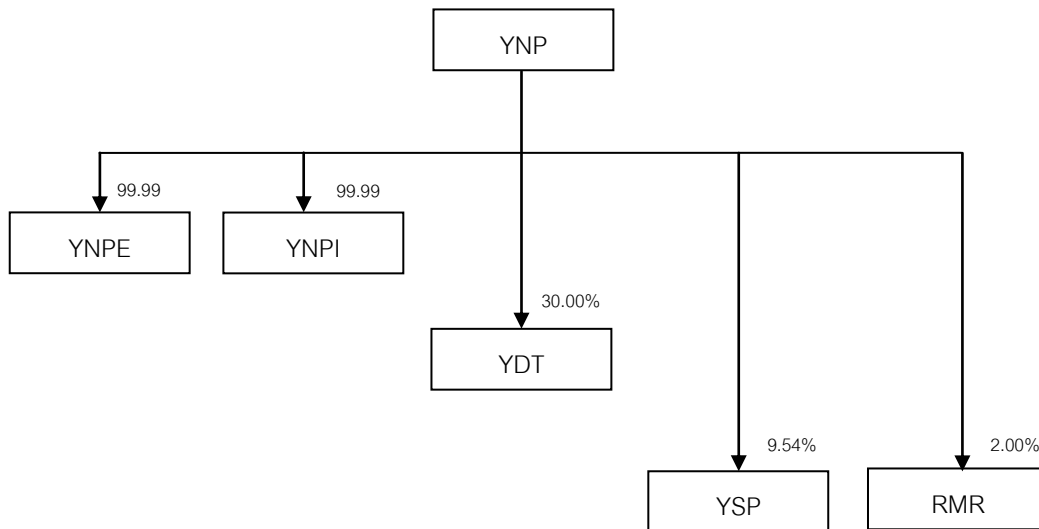 YNP
99.99
99.99
YNPE
YNPI
30.00%
YDT
9.54%
2.00%
YSP
RMR